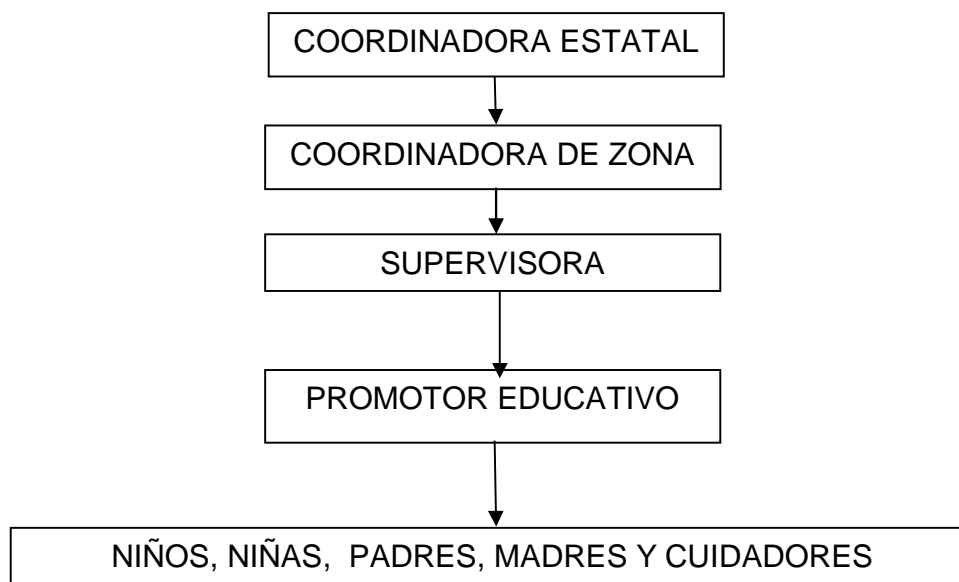 COORDINADORA ESTATAL
COORDINADORA DE ZONA
SUPERVISORA
PROMOTOR EDUCATIVO
NIÑOS, NIÑAS, PADRES, MADRES Y CUIDADORES